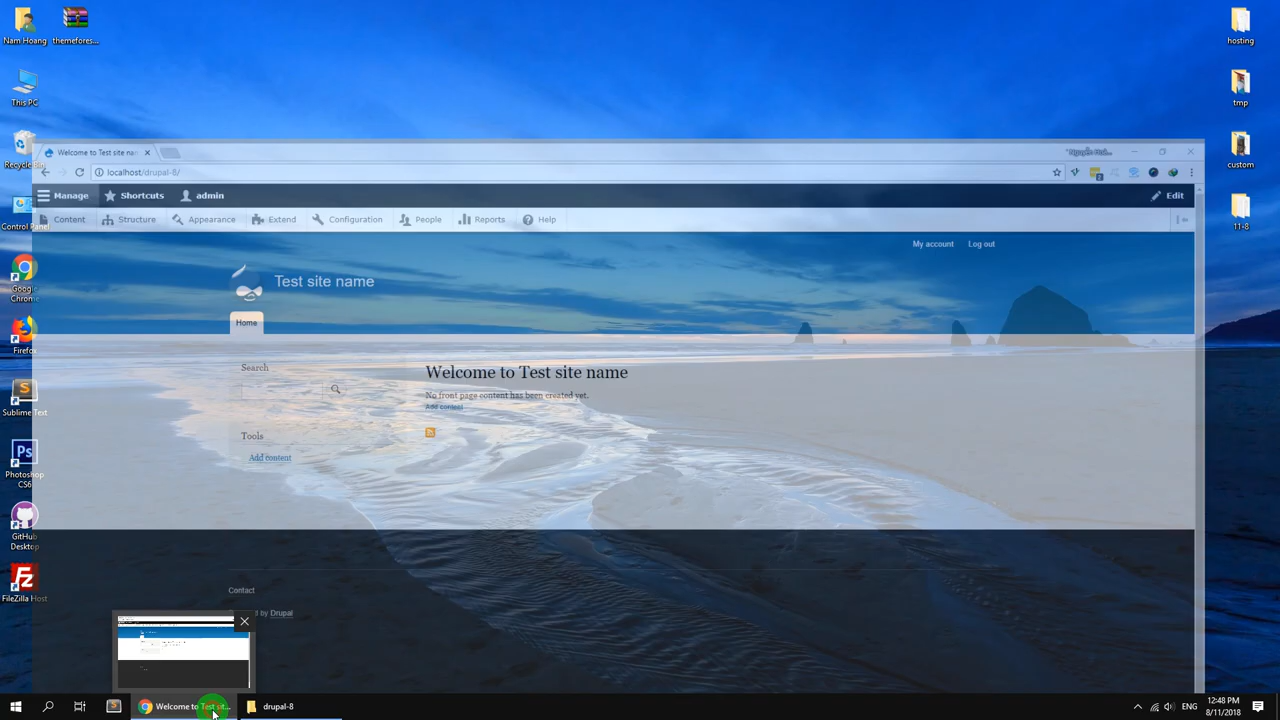 Nam Hoang
themefores...
This PC
Recycle Bin
Control Panel
Google
Chrome
Firefox
Sublime Text
Photoshop
CS6
GitHub
Desktop
FileZilla Host
hosting
tmp
custom
11-8
Welcome to Test site nam
localhost/drupal-8/
Manage Shortcuts admin Edit
Content Structure Appearance Extend Configuration People Reports Help
My account Log out
Test site name
Home
Search
Welcome to Test site name
No front page content has been created yet.
Add content
Tools
Add content
Contact
by Drupal
Welcome to Test sit... drupal-8
ENG
12:48 PM
8/11/2018